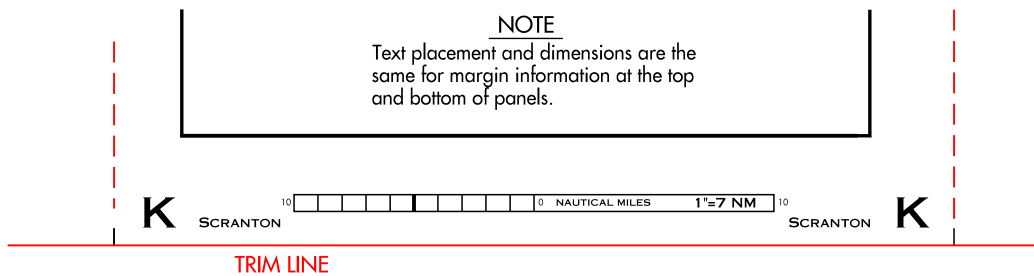 NOTE
Text placement and dimensions are the
same for margin information at the top
and bottom of panels.
K SCRANTON 10 0 NAUTICAL MILES 1"=7 NM 10 SCRANTON K
TRIM LINE